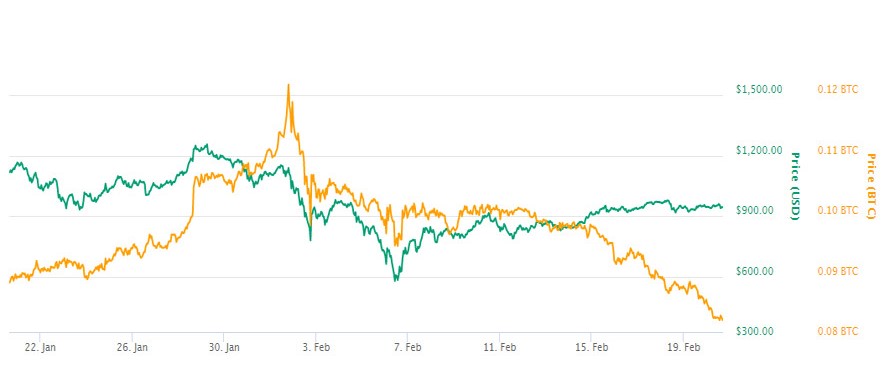 $1,500.00 0.12 BTC
$1,200.00 0.11 BTC
$900.00 0.10 BTC
$600.00 0.09 BTC
$300.00 0.08 BTC
Price (USD)
Price (BTC)
22. Jan 26. Jan 30. Jan 3. Feb 7. Feb 11. Feb 15. Feb 19. Feb